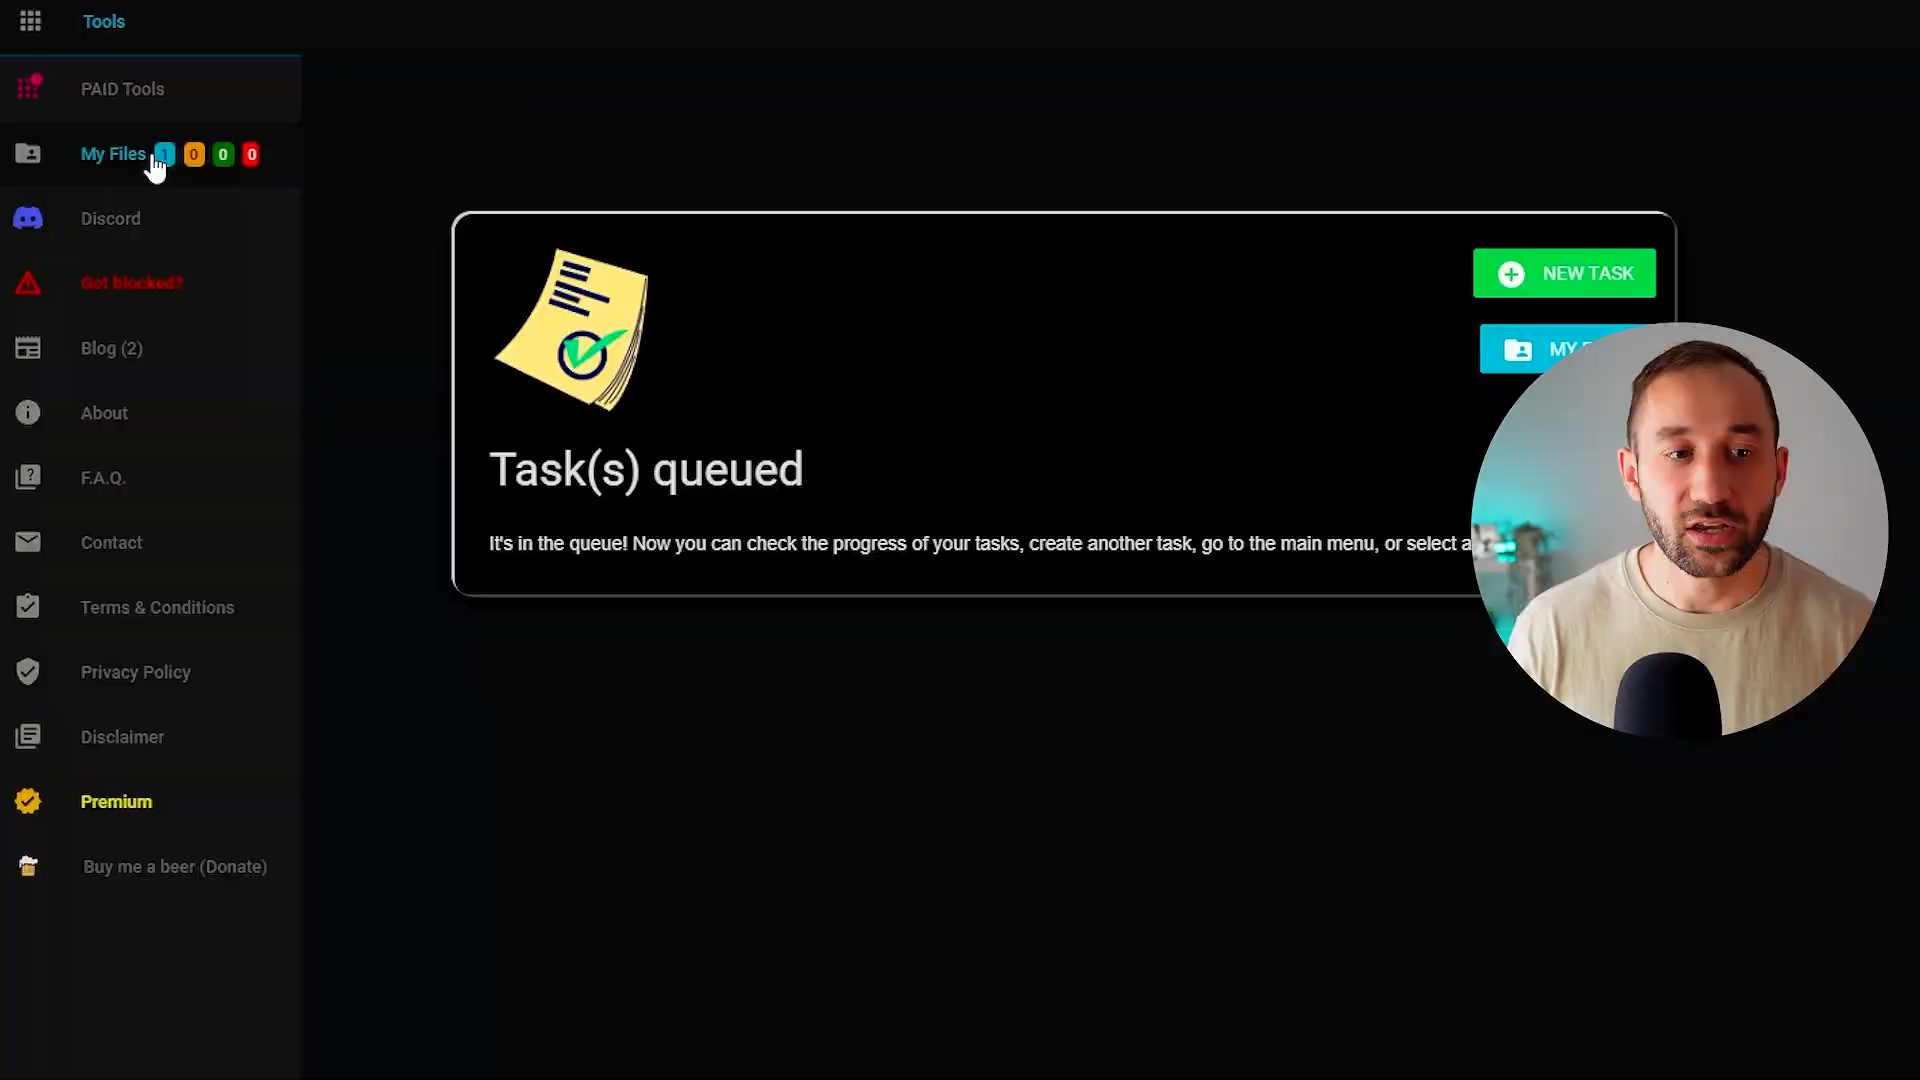 Tools
PAID Tools
My Files 1 0 0 0
Discord
Got blocked?
Blog (2)
About
F.A.Q.
Contact
Terms & Conditions
Privacy Policy
Disclaimer
Premium
Buy me a beer (Donate)
NEW TASK
MY
Task(s) queued
It's in the queue! Now you can check the progress of your tasks, create another task, go to the main menu, or select a